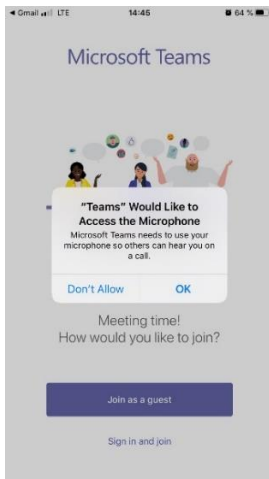 ◀ Gmail LTE 14:45 64 %
Microsoft Teams
"Teams" Would Like to
Access the Microphone
Microsoft Teams needs to use your
microphone so others can hear you on
a call.
Don't Allow OK
Meeting time!
How would you like to join?
Join as a guest
Sign in and join